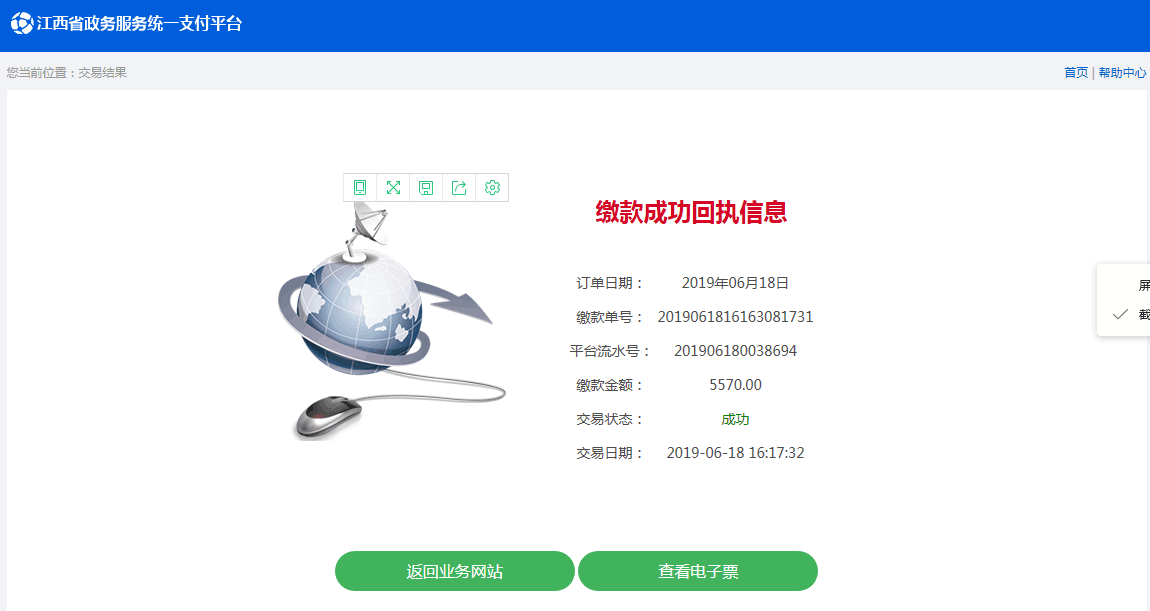 江西省政务服务统一支付平台
您当前位置：交易结果
首页 | 帮助中心
缴款成功回执信息
订单日期： 2019年06月18日
缴款单号： 2019061816163081731
平台流水号： 201906180038694
缴款金额： 5570.00
交易状态： 成功
交易日期： 2019-06-18 16:17:32
屏
截
返回业务网站
查看电子票